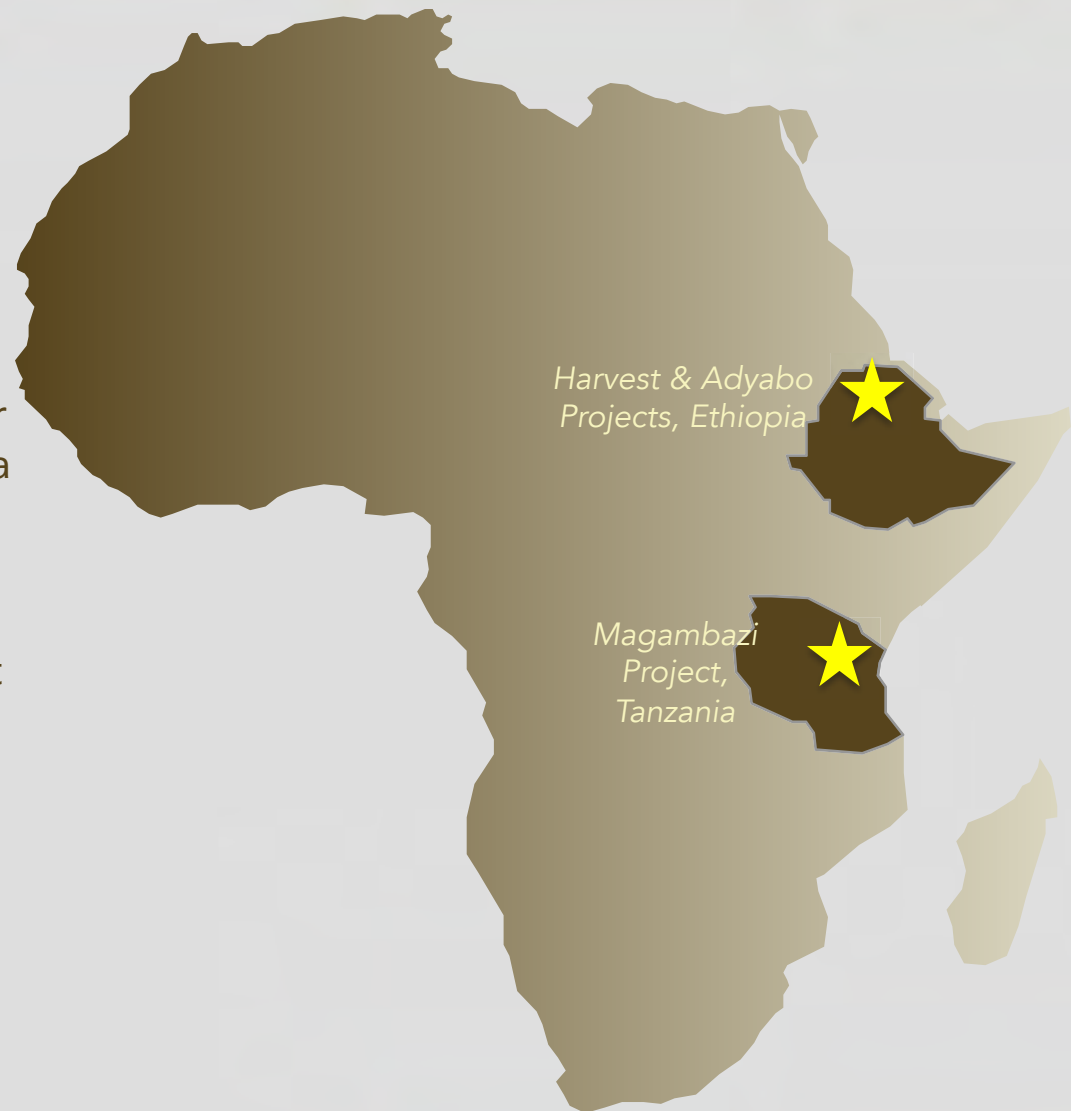 Harvest & Adyabo
Projects, Ethiopia
Magambazi
Project,
Tanzania